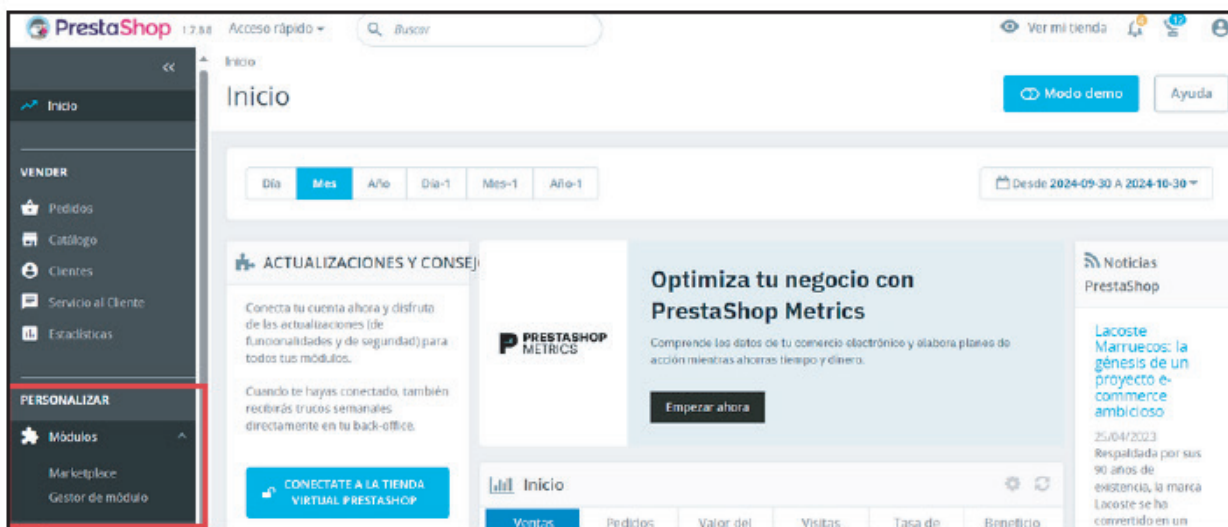 PrestaShop 1.7.8.8 Acceso rápido Buscar Ver mi tienda 12
Inicio
Inicio
Modo demo Ayuda
Inicio
VENDER
Pedidos
Catálogo
Clientes
Servicio al Cliente
Estadísticas
PERSONALIZAR
Módulos
Marketplace
Gestor de módulo
Día Mes Año Día-1 Mes-1 Año-1
Desde 2024-09-30 A 2024-10-30
ACTUALIZACIONES Y CONSEJ
Conecta tu cuenta ahora y disfruta
de las actualizaciones (de
funcionalidades y de seguridad) para
todos tus módulos.
Cuando te hayas conectado, también
recibirás trucos semanales
directamente en tu back-office.
CONECTATE A LA TIENDA
VIRTUAL PRESTASHOP
PRESTASHOP
METRICS
Optimiza tu negocio con
PrestaShop Metrics
Comprende los datos de tu comercio electrónico y elabora planes de
acción mientras ahorras tiempo y dinero.
Empezar ahora
Inicio
Ventas Pedidos Valor del Visitas Tasa de Beneficio
Noticias
PrestaShop
Lacoste
Marruecos: la
génesis de un
proyecto e-
commerce
ambicioso
25/04/2023
Respaldada por sus
90 años de
existencia, la marca
Lacoste se ha
convertido en un